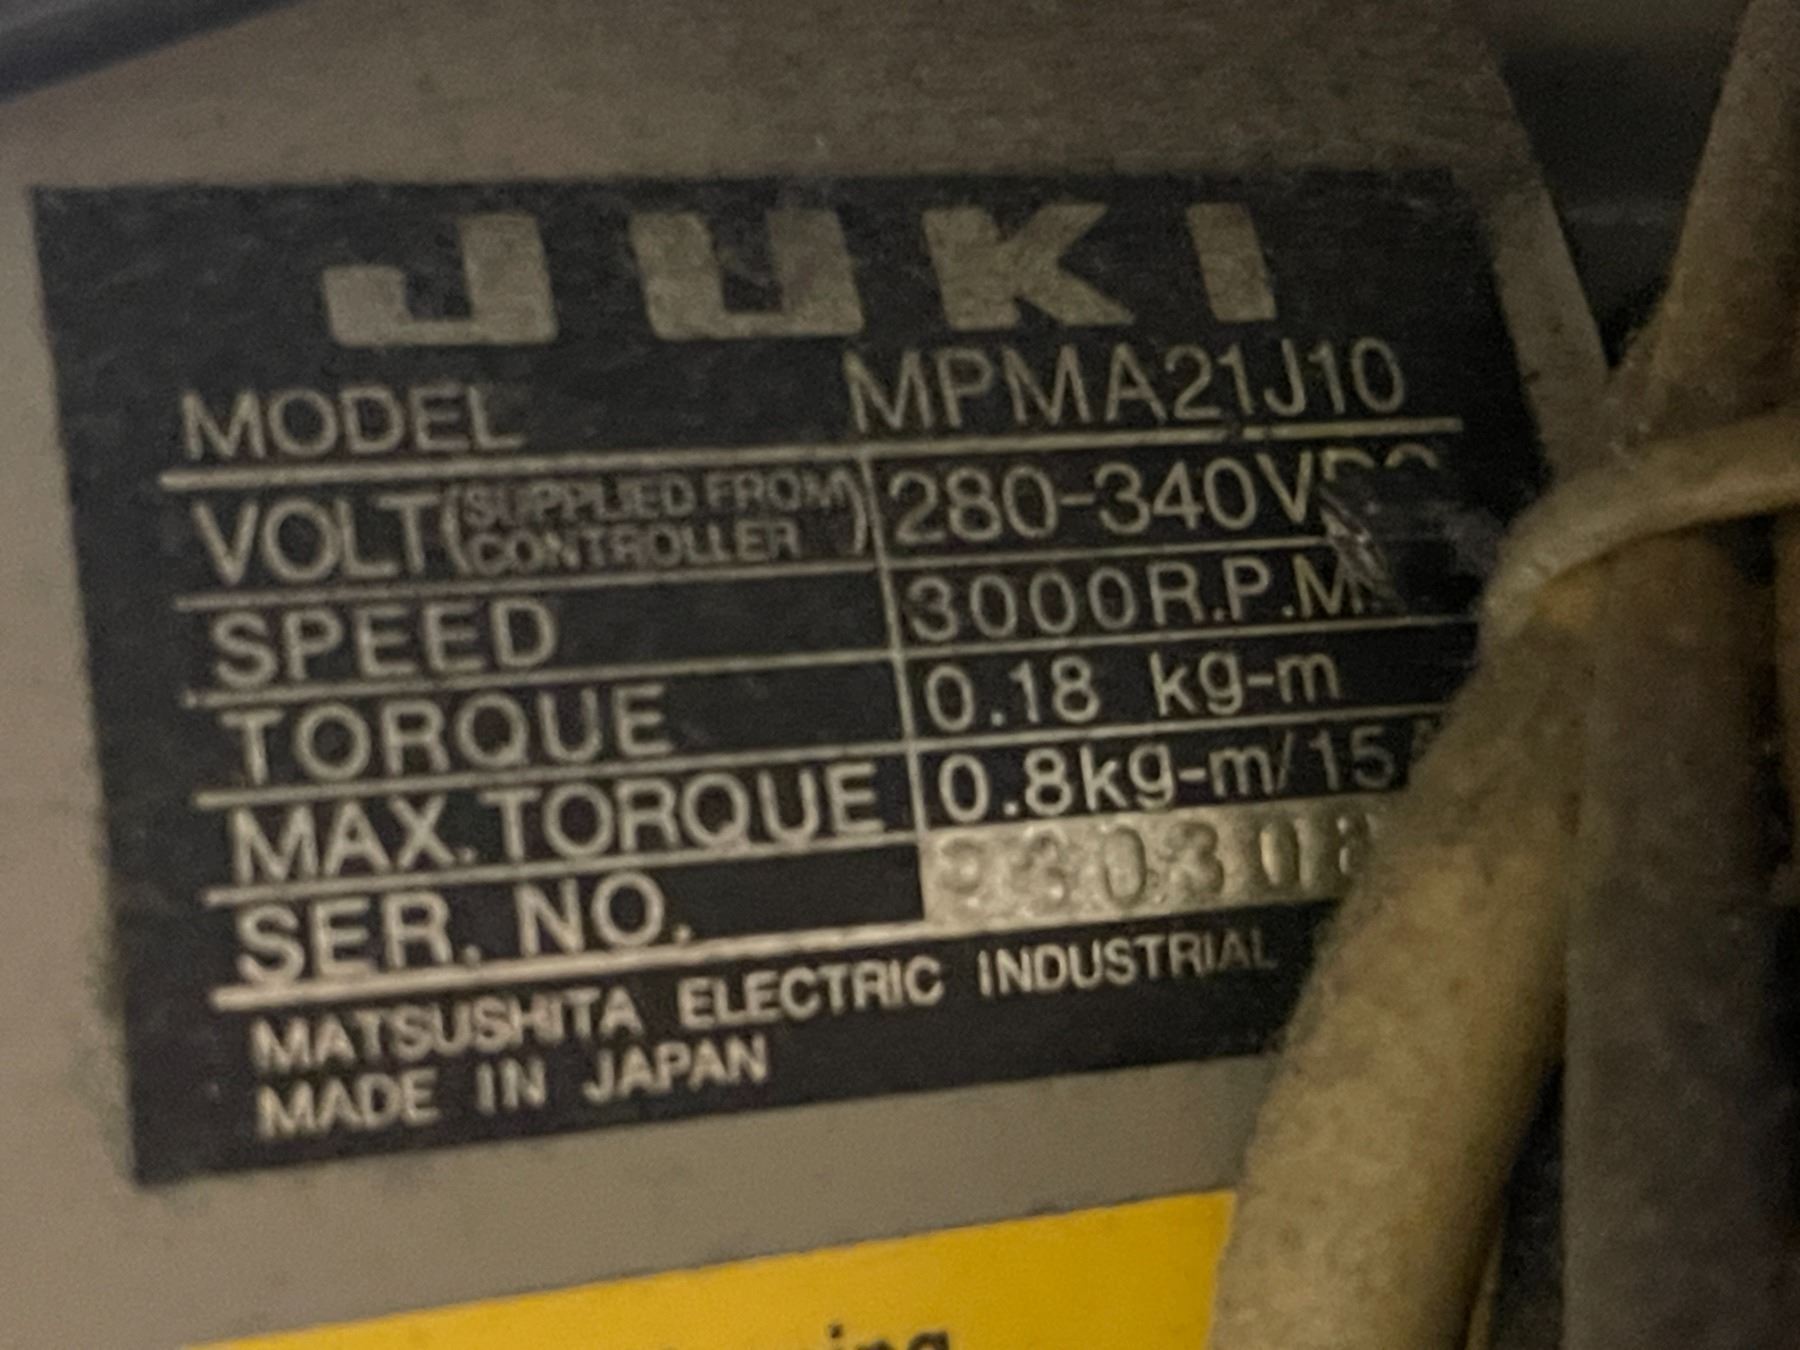 JUKI
MODEL MPMA21J10
VOLT (SUPPLIED FROM CONTROLLER) 280-340V
SPEED 3000R.P.M.
TORQUE 0.18 kg-m
MAX. TORQUE 0.8kg-m/15
SER. NO.
MATSUSHITA ELECTRIC INDUSTRIAL
MADE IN JAPAN